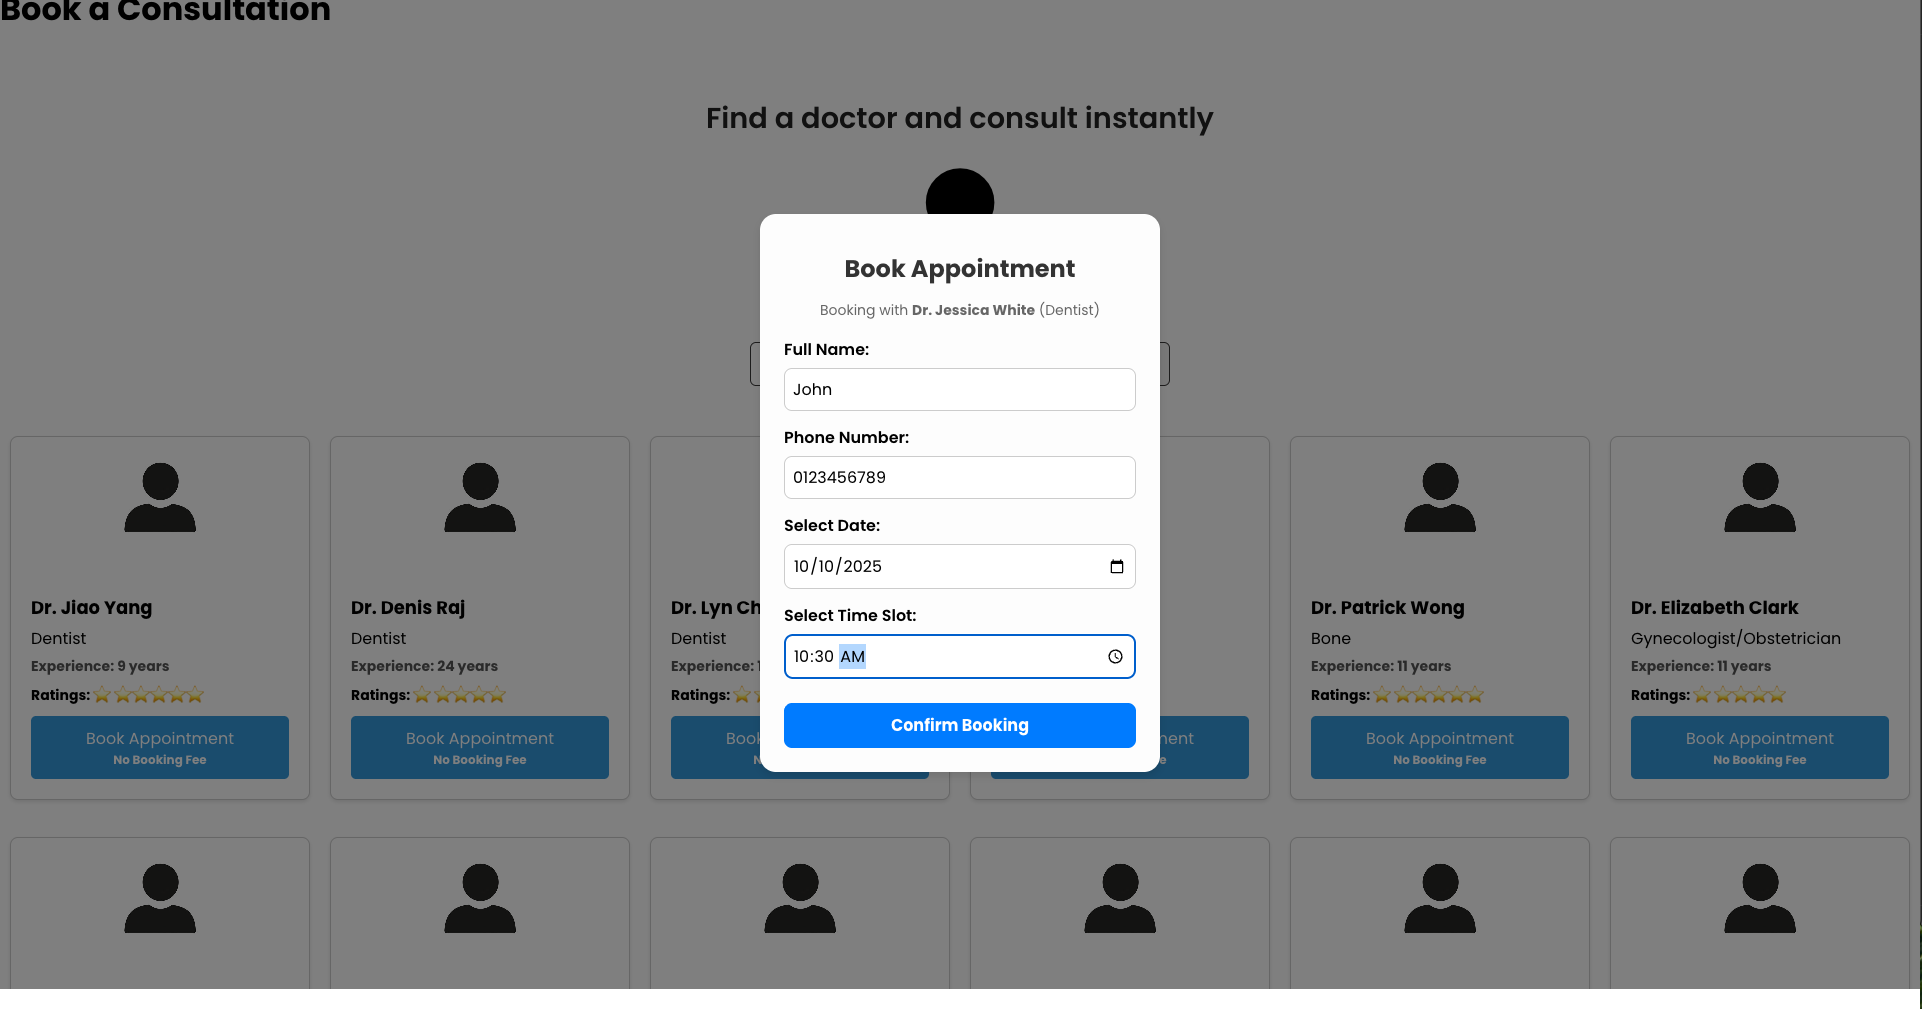 Book a Consultation
Find a doctor and consult instantly
Book Appointment
Booking with Dr. Jessica White (Dentist)
Full Name:
John
Phone Number:
0123456789
Select Date:
10/10/2025
Select Time Slot:
10:30 AM
Confirm Booking
Dr. Jiao Yang
Dentist
Experience: 9 years
Ratings:
Book Appointment
No Booking Fee
Dr. Denis Raj
Dentist
Experience: 24 years
Ratings:
Book Appointment
No Booking Fee
Dr. Lyn
Dentist
Experience:
Ratings:
Dr. Patrick Wong
Bone
Experience: 11 years
Ratings:
Book Appointment
No Booking Fee
Dr. Elizabeth Clark
Gynecologist/Obstetrician
Experience: 11 years
Ratings:
Book Appointment
No Booking Fee